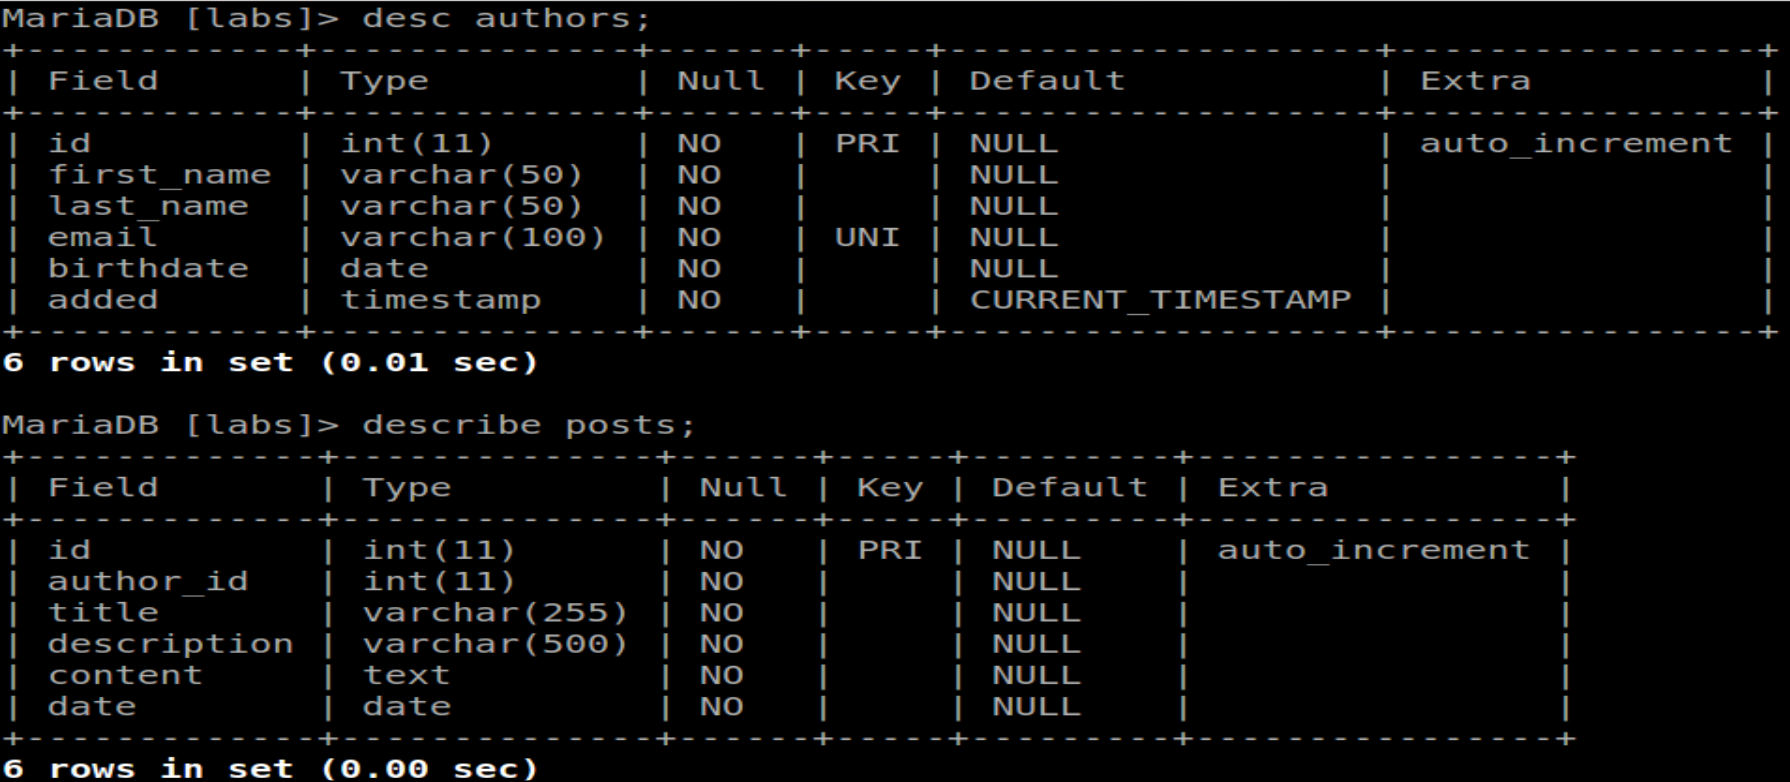 MariaDB [labs]> desc authors;
+------------+--------------+------+-----+-------------------+----------------+
| Field      | Type         | Null | Key | Default           | Extra          |
+------------+--------------+------+-----+-------------------+----------------+
| id         | int(11)      | NO   | PRI | NULL              | auto_increment |
| first_name | varchar(50)  | NO   |     | NULL              |                |
| last_name  | varchar(50)  | NO   |     | NULL              |                |
| email      | varchar(100) | NO   | UNI | NULL              |                |
| birthdate  | date         | NO   |     | NULL              |                |
| added      | timestamp    | NO   |     | CURRENT_TIMESTAMP |                |
+------------+--------------+------+-----+-------------------+----------------+
6 rows in set (0.01 sec)

MariaDB [labs]> describe posts;
+-------------+--------------+------+-----+---------+----------------+
| Field       | Type         | Null | Key | Default | Extra          |
+-------------+--------------+------+-----+---------+----------------+
| id          | int(11)      | NO   | PRI | NULL    | auto_increment |
| author_id   | int(11)      | NO   |     | NULL    |                |
| title       | varchar(255) | NO   |     | NULL    |                |
| description | varchar(500) | NO   |     | NULL    |                |
| content     | text         | NO   |     | NULL    |                |
| date        | date         | NO   |     | NULL    |                |
+-------------+--------------+------+-----+---------+----------------+
6 rows in set (0.00 sec)